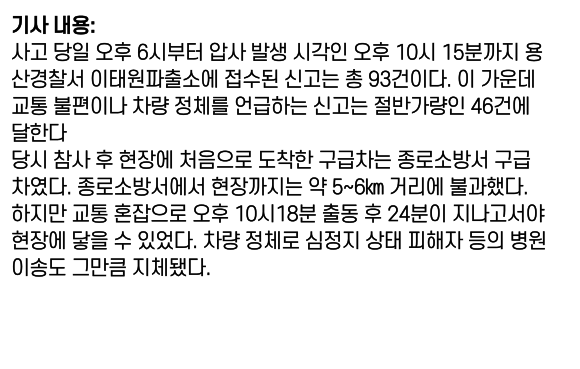 기사 내용:
사고 당일 오후 6시부터 압사 발생 시각인 오후 10시 15분까지 용
산경찰서 이태원파출소에 접수된 신고는 총 93건이다. 이 가운데
교통 불편이나 차량 정체를 언급하는 신고는 절반가량인 46건에
달한다
당시 참사 후 현장에 처음으로 도착한 구급차는 종로소방서 구급
차였다. 종로소방서에서 현장까지는 약 5~6㎞ 거리에 불과했다.
하지만 교통 혼잡으로 오후 10시18분 출동 후 24분이 지나고서야
현장에 닿을 수 있었다. 차량 정체로 심정지 상태 피해자 등의 병원
이송도 그만큼 지체됐다.